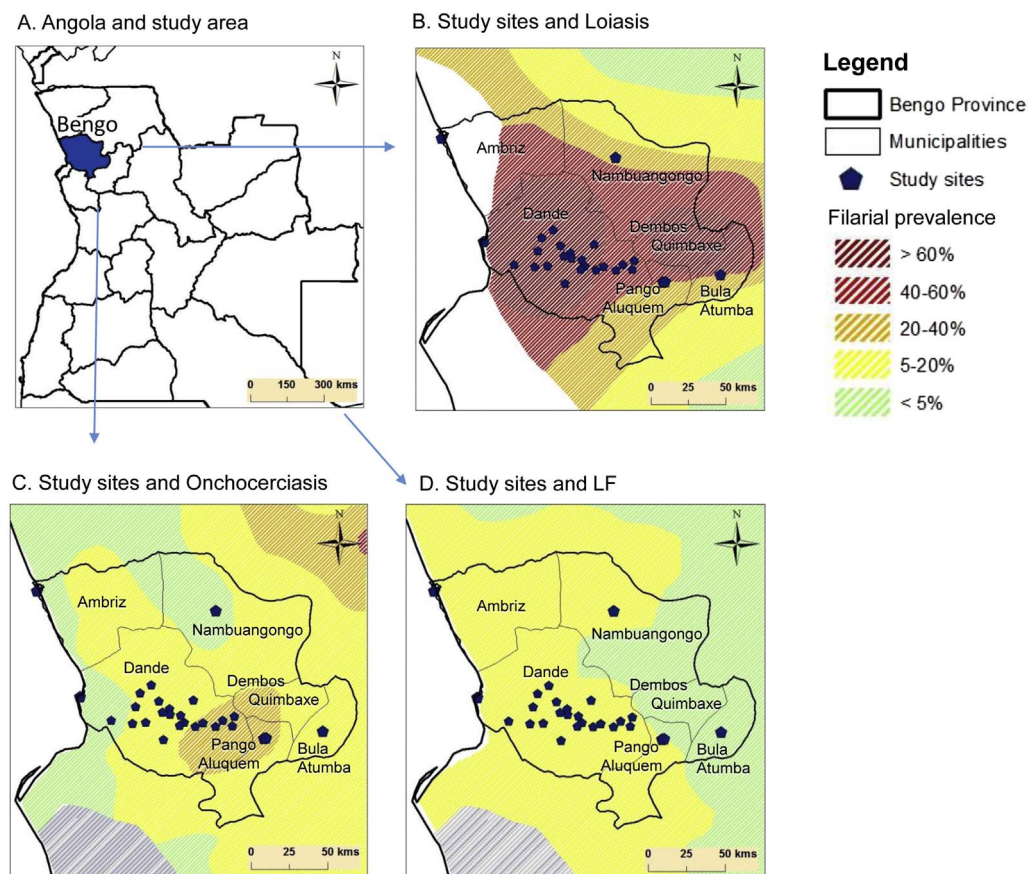 A. Angola and study area
N
Bengo
0 150 300 kms
B. Study sites and Loiasis
N
Ambriz
Nambuangongo
Dande
Dembos
Quimbaxe
Pango
Aluquem
Bula
Atumba
0 25 50 kms
Legend
Bengo Province
Municipalities
Study sites
Filarial prevalence
> 60%
40-60%
20-40%
5-20%
< 5%
C. Study sites and Onchocerciasis
N
Ambriz
Nambuangongo
Dande
Dembos
Quimbaxe
Pango
Aluquem
Bula
Atumba
0 25 50 kms
D. Study sites and LF
N
Ambriz
Nambuangongo
Dande
Dembos
Quimbaxe
Pango
Aluquem
Bula
Atumba
0 25 50 kms